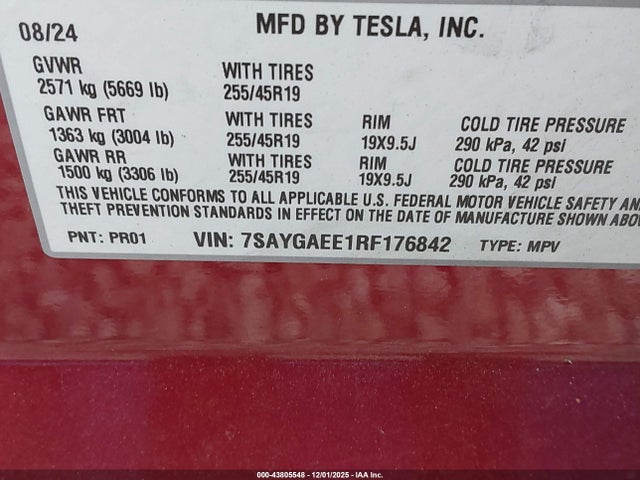 08/24 MFD BY TESLA, INC.
GVWR WITH TIRES
2571 kg (5669 lb) 255/45R19
GAWR FRT WITH TIRES RIM COLD TIRE PRESSURE
1363 kg (3004 lb) 255/45R19 19X9.5J 290 kPa, 42 psi
GAWR RR WITH TIRES RIM COLD TIRE PRESSURE
1500 kg (3306 lb) 255/45R19 19X9.5J 290 kPa, 42 psi
THIS VEHICLE CONFORMS TO ALL APPLICABLE U.S. FEDERAL MOTOR VEHICLE SAFETY AN
THEFT PREVENTION STANDARDS IN EFFECT ON THE DATE OF MANUFACTURE SHOWN ABO
PNT: PR01 VIN: 7SAYGAEE1RF176842 TYPE: MPV
000-43805548 - 12/01/2025 - IAA Inc.